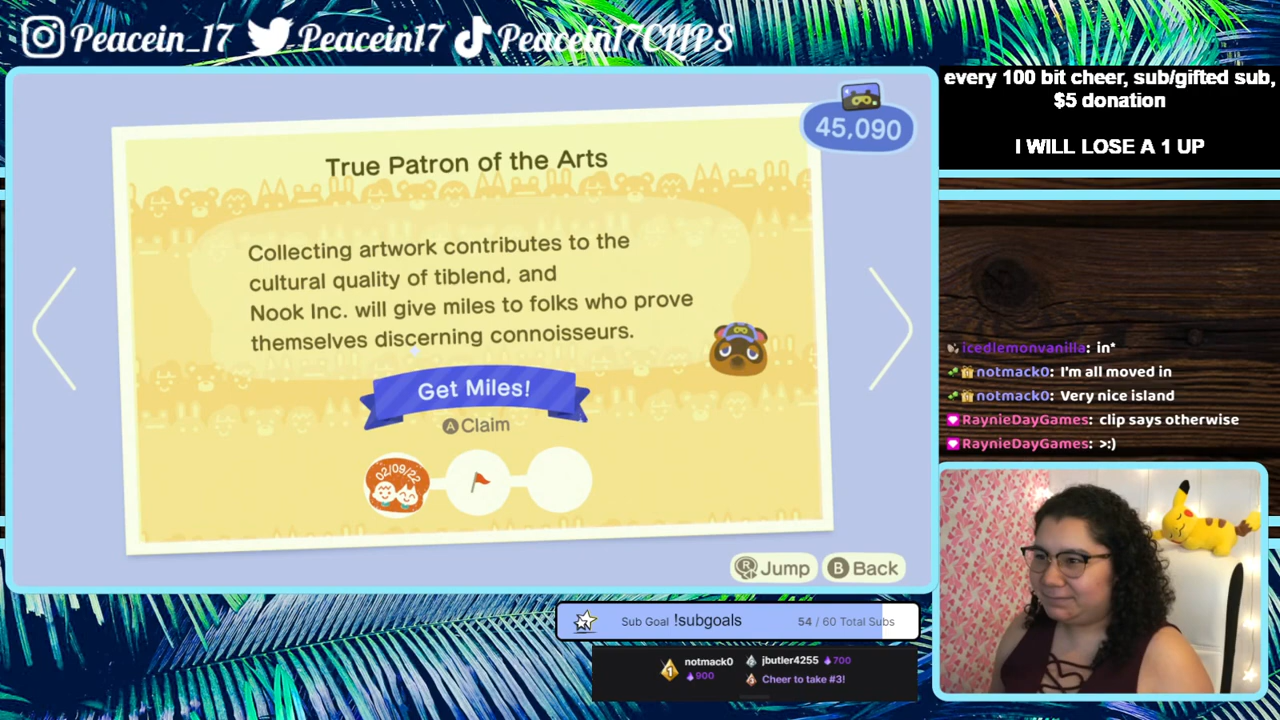 Peacein_17 Peacein17 Peacein17ClIPS
every 100 bit cheer, sub/gifted sub,
$5 donation
I WILL LOSE A 1 UP
45,090
True Patron of the Arts
Collecting artwork contributes to the
cultural quality of tiblend, and
Nook Inc. will give miles to folks who prove
themselves discerning connoisseurs.
Get Miles!
A Claim
02/09/22
R Jump B Back
icedlemonvanilla: in*
notmack0: I'm all moved in
notmack0: Very nice island
RaynieDayGames: clip says otherwise
RaynieDayGames: >:)
Sub Goal !subgoals 54 / 60 Total Subs
1 notmack0 900
jbutler4255 700
Cheer to take #3!